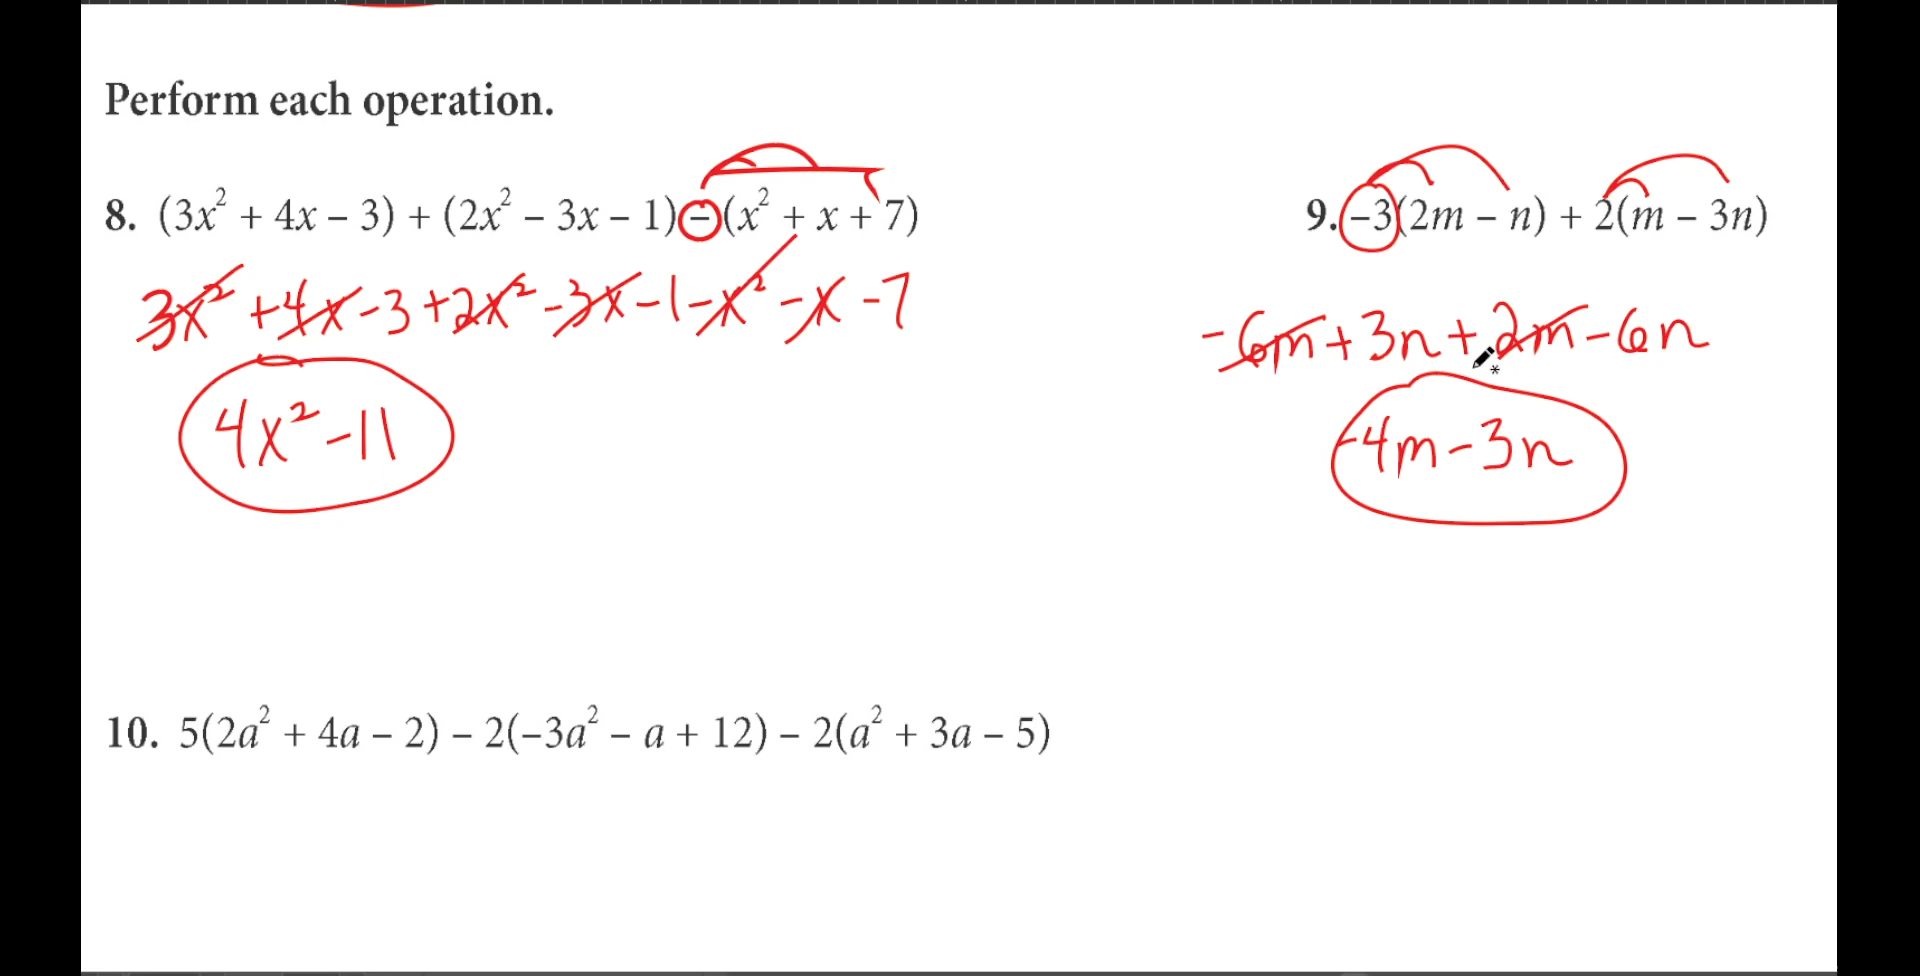 Perform each operation.
8. (3x² + 4x – 3) + (2x² – 3x – 1) – (x² + x + 7)
3x² + 4x - 3 + 2x² - 3x - 1 - x² - x - 7
4x² - 11
9. –3(2m – n) + 2(m – 3n)
-6m + 3n + 2m - 6n
-4m - 3n
10. 5(2a² + 4a – 2) – 2(–3a² – a + 12) – 2(a² + 3a – 5)